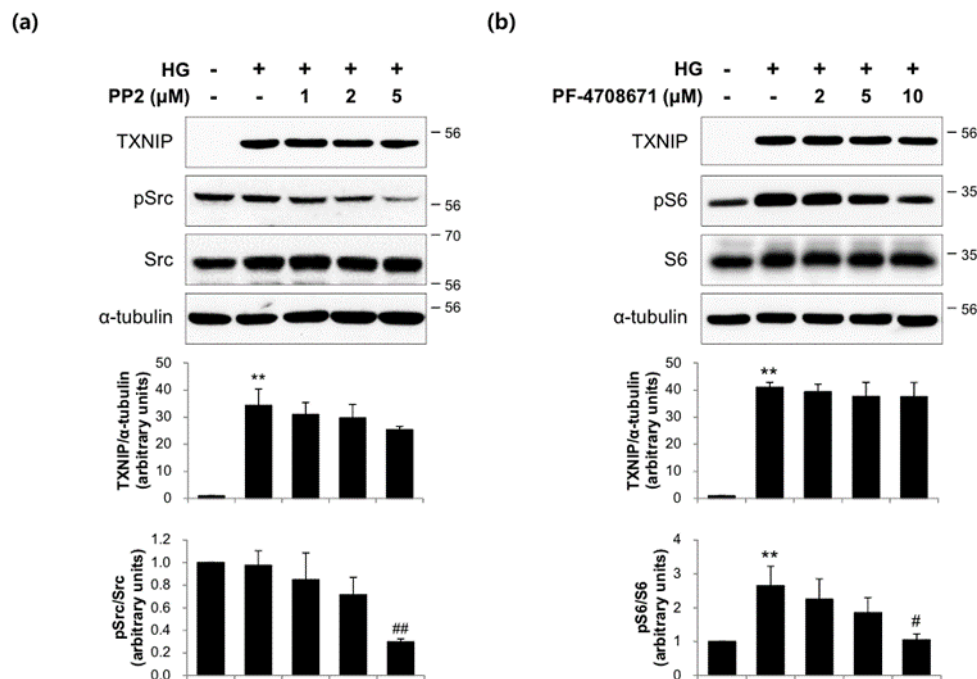 (a)
HG - + + + +
PP2 (µM) - - 1 2 5
TXNIP
56
pSrc
56
Src
70
56
α-tubulin
56
TXNIP/α-tubulin
(arbitrary units)
50
40
30
20
10
0
**
pSrc/Src
(arbitrary units)
1.2
1.0
0.8
0.6
0.4
0.2
0.0
##
(b)
HG - + + + +
PF-4708671 (µM) - - 2 5 10
TXNIP
56
pS6
35
S6
35
α-tubulin
56
TXNIP/α-tubulin
(arbitrary units)
50
40
30
20
10
0
**
pS6/S6
(arbitrary units)
4
3
2
1
0
**
#